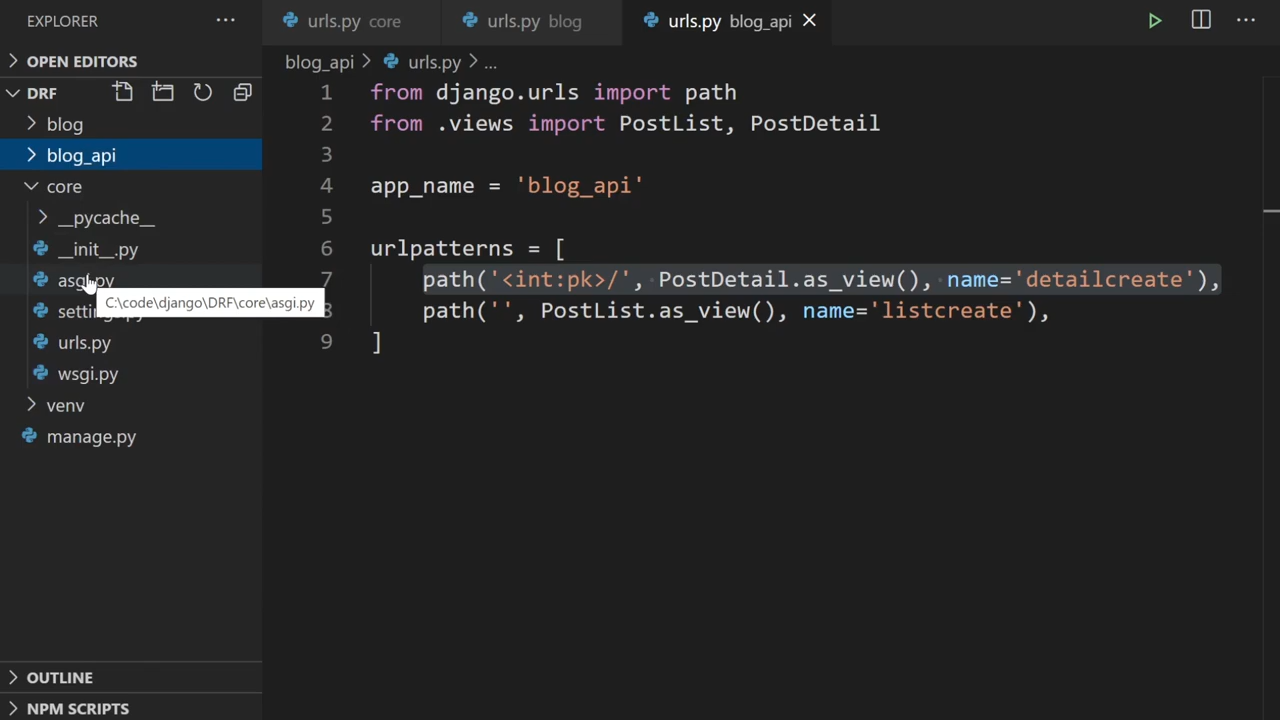 EXPLORER
urls.py core
urls.py blog
urls.py blog_api
OPEN EDITORS
blog_api > urls.py > ...
DRF
blog
blog_api
core
__pycache__
__init__.py
asgi.py
C:\code\django\DRF\core\asgi.py
urls.py
wsgi.py
venv
manage.py
OUTLINE
NPM SCRIPTS
1 from django.urls import path
2 from .views import PostList, PostDetail
3
4 app_name = 'blog_api'
5
6 urlpatterns = [
7 path('<int:pk>/', PostDetail.as_view(), name='detailcreate'),
8 path('', PostList.as_view(), name='listcreate'),
9 ]